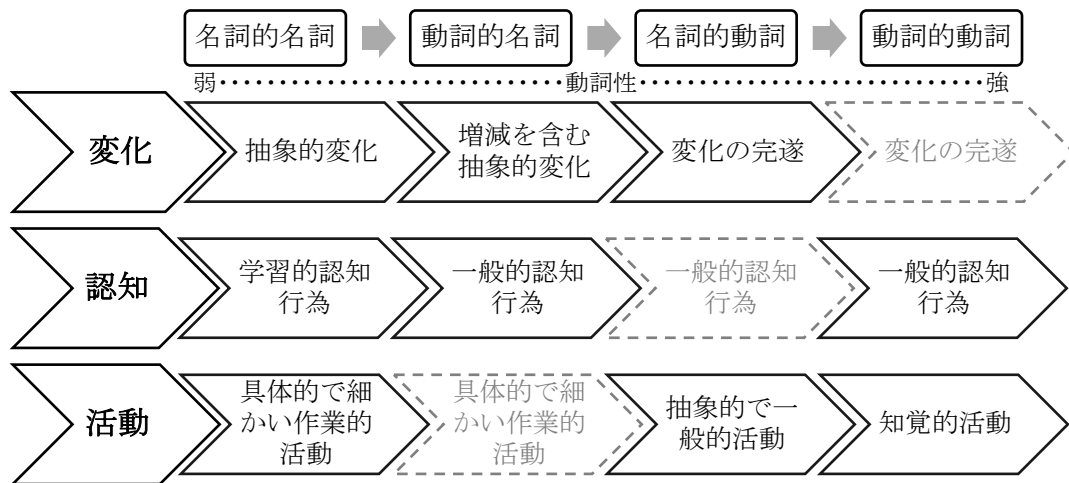 名詞的名詞 動詞的名詞 名詞的動詞 動詞的動詞
弱・・・・・・・・・・・・・・・・・・・・・・・・・動詞性・・・・・・・・・・・・・・・・・・・・・・・・・強
変化
抽象的変化
増減を含む
抽象的変化
変化の完遂
変化の完遂
認知
学習的認知
行為
一般的認知
行為
一般的認知
行為
一般的認知
行為
活動
具体的で細
かい作業的
活動
具体的で細
かい作業的
活動
抽象的で一
般的活動
知覚的活動